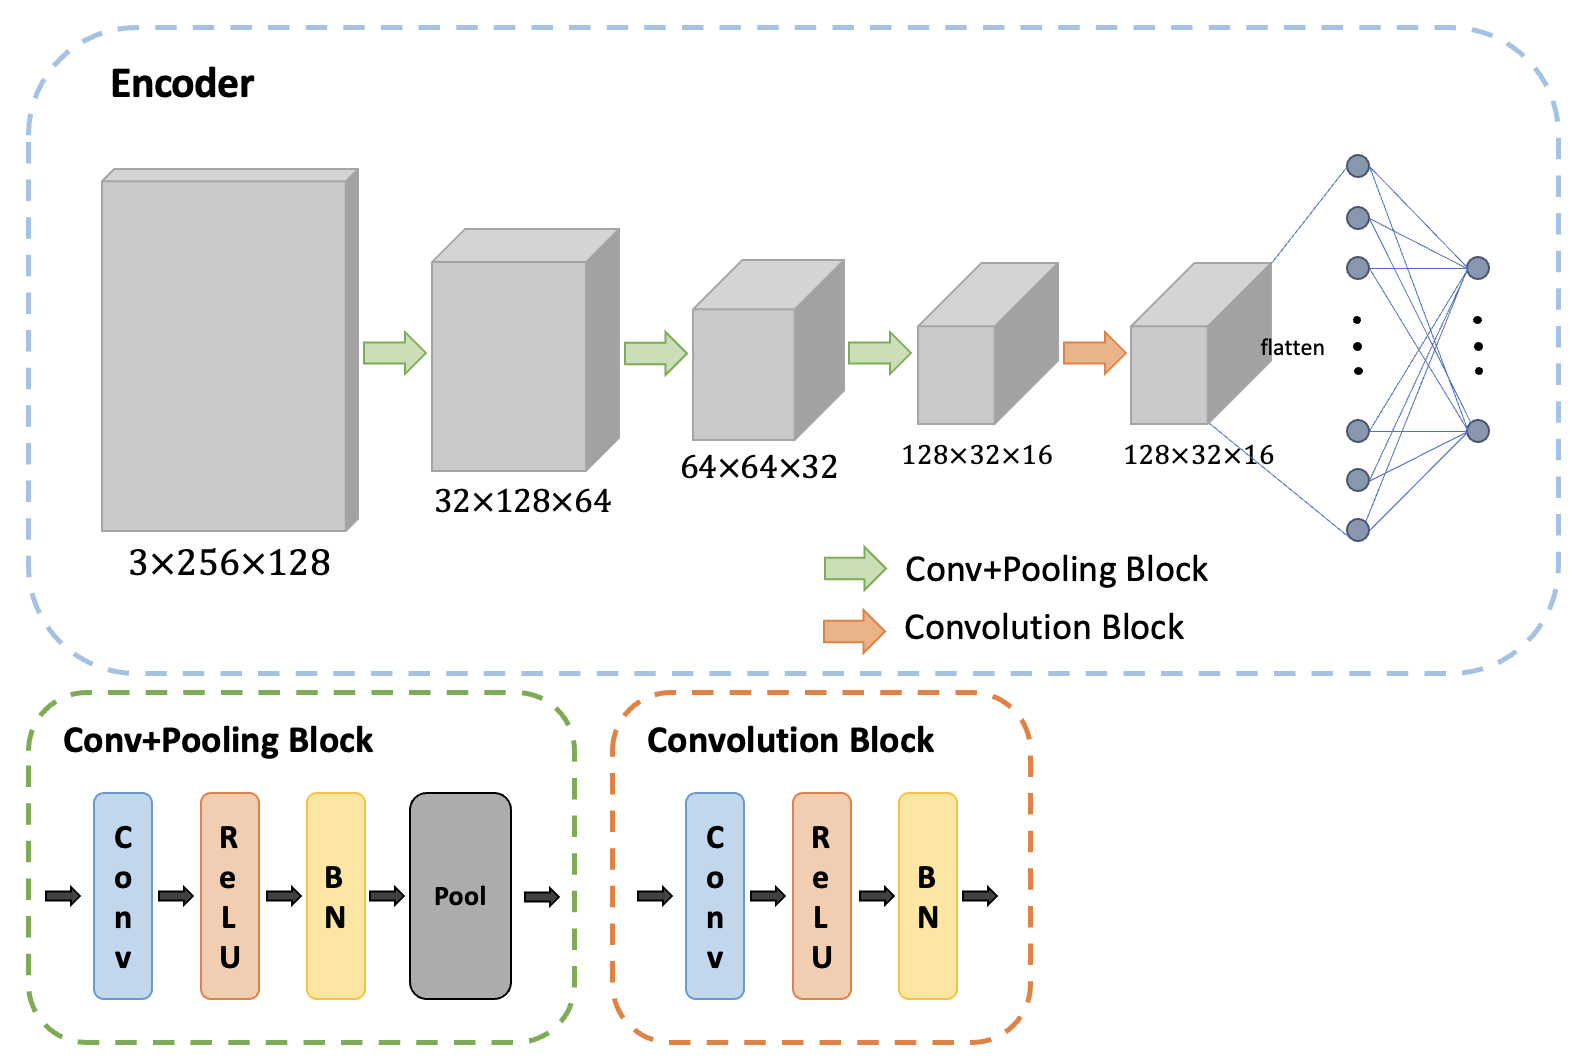 Encoder
flatten
3×256×128
32×128×64
64×64×32
128×32×16
128×32×16
Conv+Pooling Block
Convolution Block
Conv+Pooling Block
Conv
ReLU
BN
Pool
Convolution Block
Conv
ReLU
BN